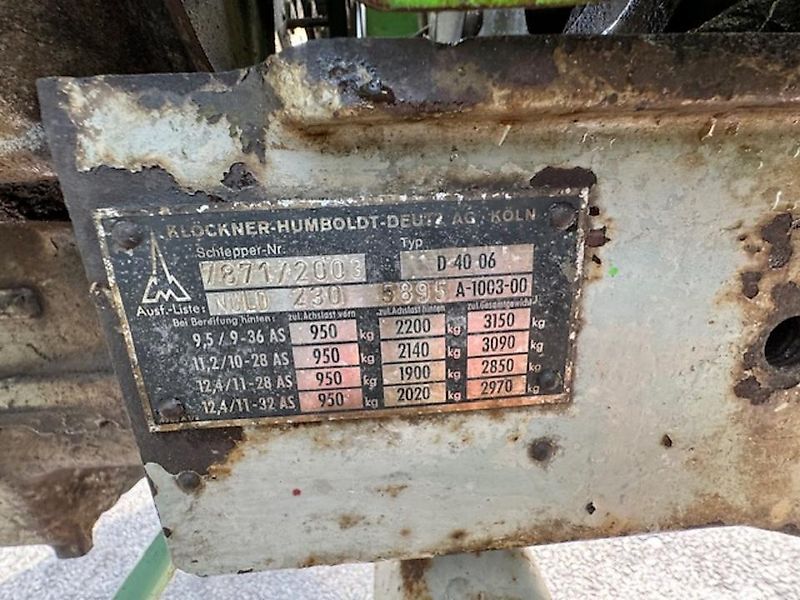 KLÖCKNER-HUMBOLDT-DEUTZ AG, KÖLN
Schlepper-Nr. Typ
7871/2003 D 40 06
Ausf.-Liste: 230 5895 A-1003-00
Bei Bereifung hinten: zul. Achslast vorn zul. Achslast hinten zul. Gesamtgewicht
9,5/9-36 AS 950 kg 2200 kg 3150 kg
11,2/10-28 AS 950 kg 2140 kg 3090 kg
12,4/11-28 AS 950 kg 1900 kg 2850 kg
12,4/11-32 AS 950 kg 2020 kg 2970 kg